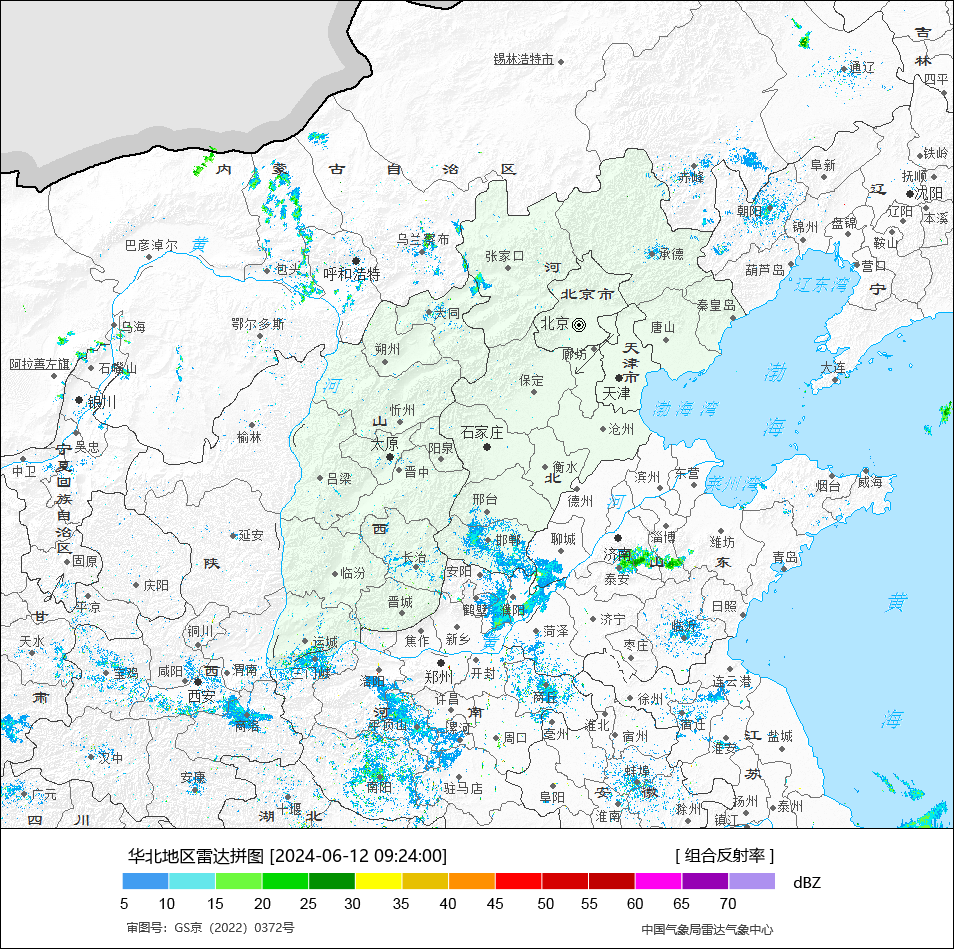 吉
锡林浩特市
林
通辽
四平
铁岭
内 蒙 古 自 治 区
阜新
赤峰
抚顺
辽
沈阳
朝阳
辽阳
本溪
锦州
盘锦
乌兰察布
巴彦淖尔
黄
鞍山
张家口
承德
河
包头
呼和浩特
葫芦岛
营口
辽东湾
宁
北京市
秦皇岛
大同
鄂尔多斯
北京
唐山
乌海
天津市
朔州
廊坊
阿拉善左旗
石嘴山
大连
渤
保定
河
天津
银川
忻州
渤海湾
山
海
沧州
石家庄
榆林
太原
吴忠
阳泉
宁夏回族自治区
中卫
晋中
衡水
吕梁
北
滨州
东营
莱州湾
烟台
威海
德州
邢台
河
西
延安
邯郸
聊城
淄博
潍坊
济南
山
东
青岛
固原
陕
长治
临汾
安阳
泰安
庆阳
平凉
晋城
鹤壁
濮阳
日照
黄
甘
济宁
铜川
菏泽
临沂
天水
运城
焦作
新乡
黄
枣庄
宝鸡
咸阳
西
渭南
三门峡
洛阳
郑州
开封
连云港
肃
西安
许昌
商丘
徐州
河
南
宿迁
海
商洛
平顶山
漯河
周口
亳州
淮北
宿州
江
盐城
淮安
汉中
安康
蚌埠
苏
南阳
驻马店
阜阳
安
徽
广元
十堰
淮南
滁州
扬州
泰州
四 川
湖 北
镇江
华北地区雷达拼图 [2024-06-12 09:24:00]
[ 组合反射率 ]
dBZ
5 10 15 20 25 30 35 40 45 50 55 60 65 70
审图号：GS京（2022）0372号
中国气象局雷达气象中心